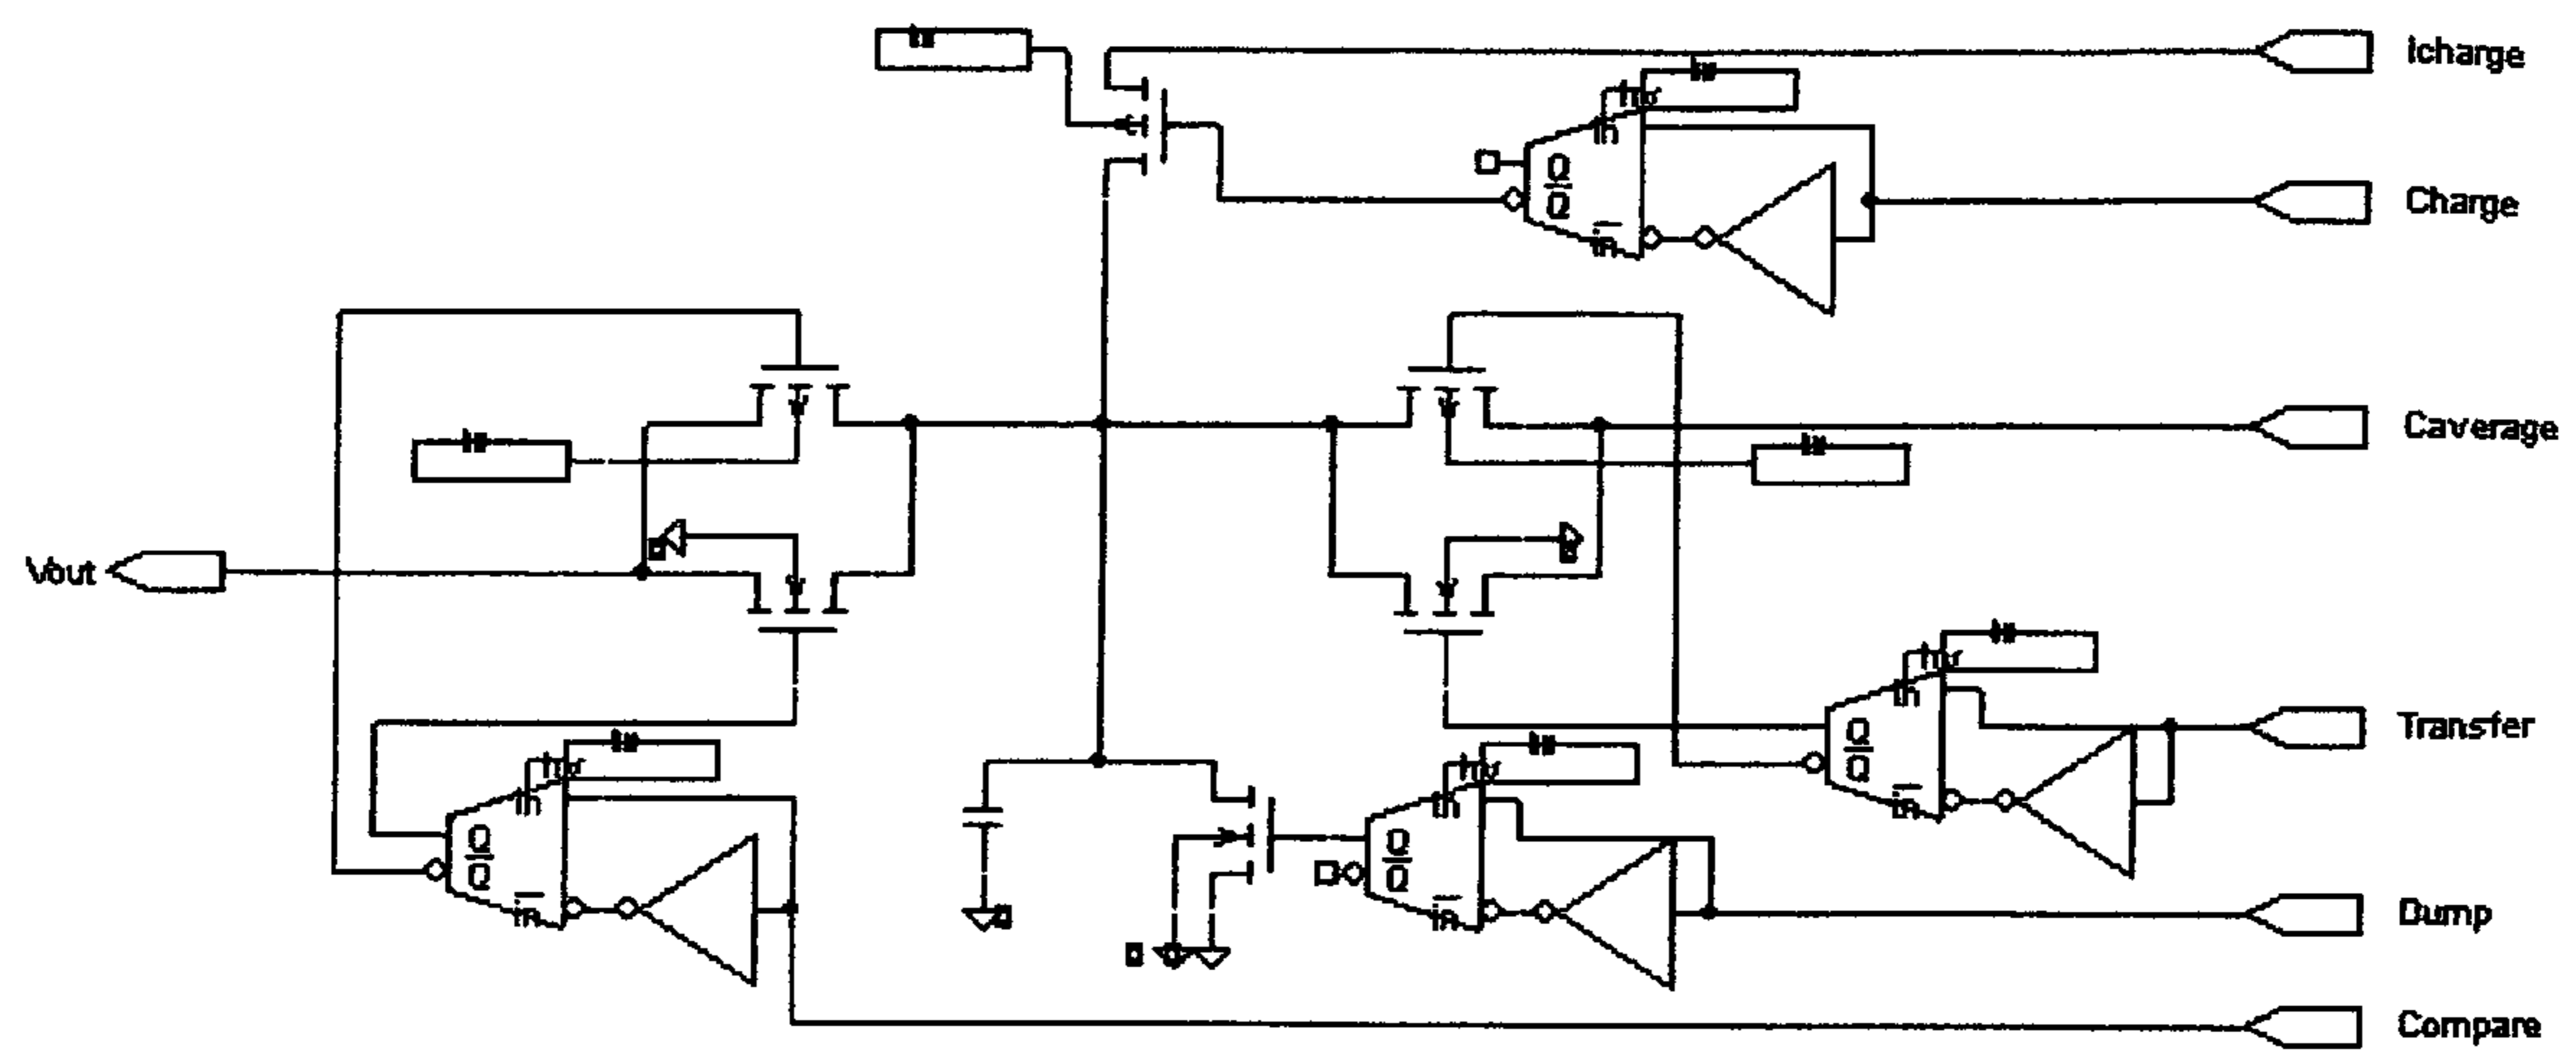 Icharge
in
Q
Q
in
Charge
Caverage
Vout
in
Q
Q
in
Transfer
in
Q
Q
in
in
Q
Q
in
Dump
Compare